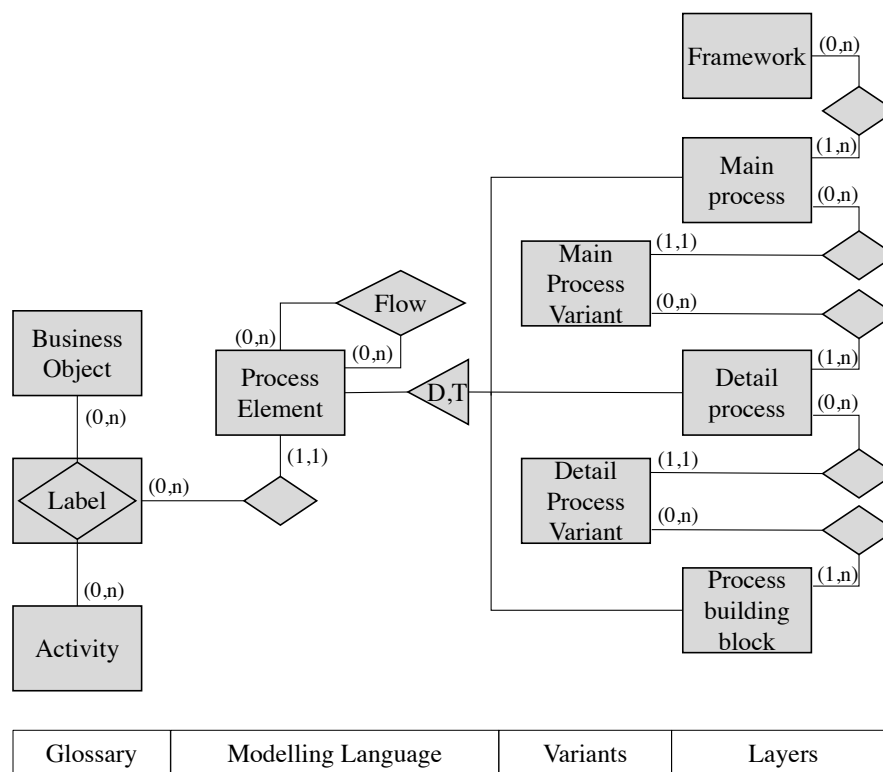 Framework
(0,n)
(1,n)
Main
process
(0,n)
Main
Process
Variant
(1,1)
(0,n)
Flow
(0,n)
(0,n)
Business
Object
(0,n)
Process
Element
D,T
(1,n)
Detail
process
(0,n)
(1,1)
Label
(0,n)
Detail
Process
Variant
(1,1)
(0,n)
(0,n)
Activity
Process
building
block
(1,n)
Glossary
Modelling Language
Variants
Layers